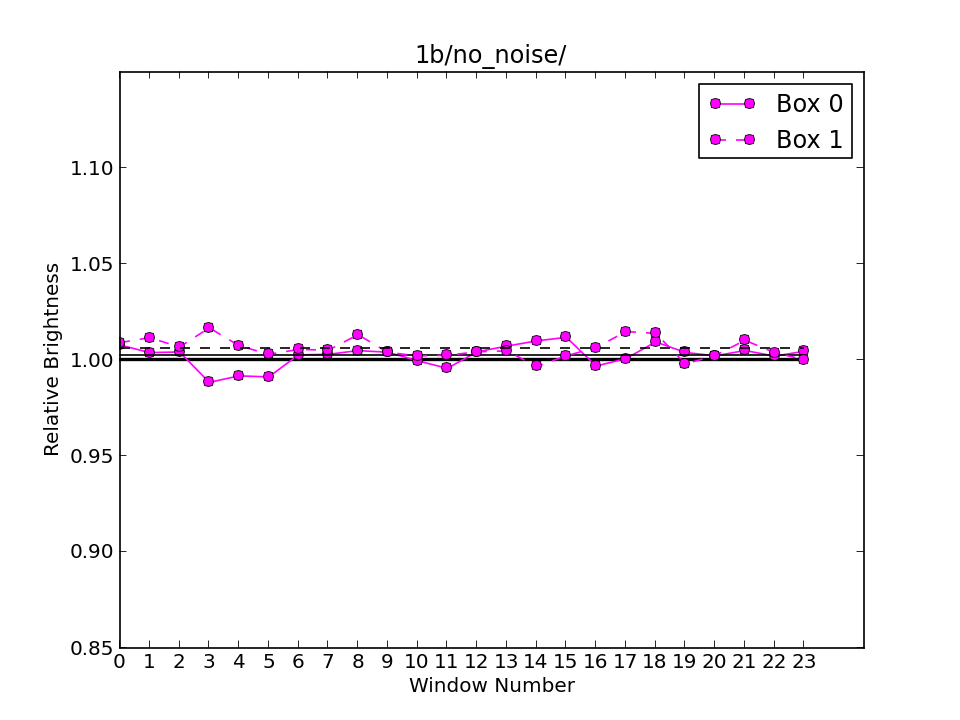 1b/no_noise/
Box 0
Box 1
1.10
1.05
1.00
0.95
0.90
0.85
Relative Brightness
0 1 2 3 4 5 6 7 8 9 10 11 12 13 14 15 16 17 18 19 20 21 22 23
Window Number